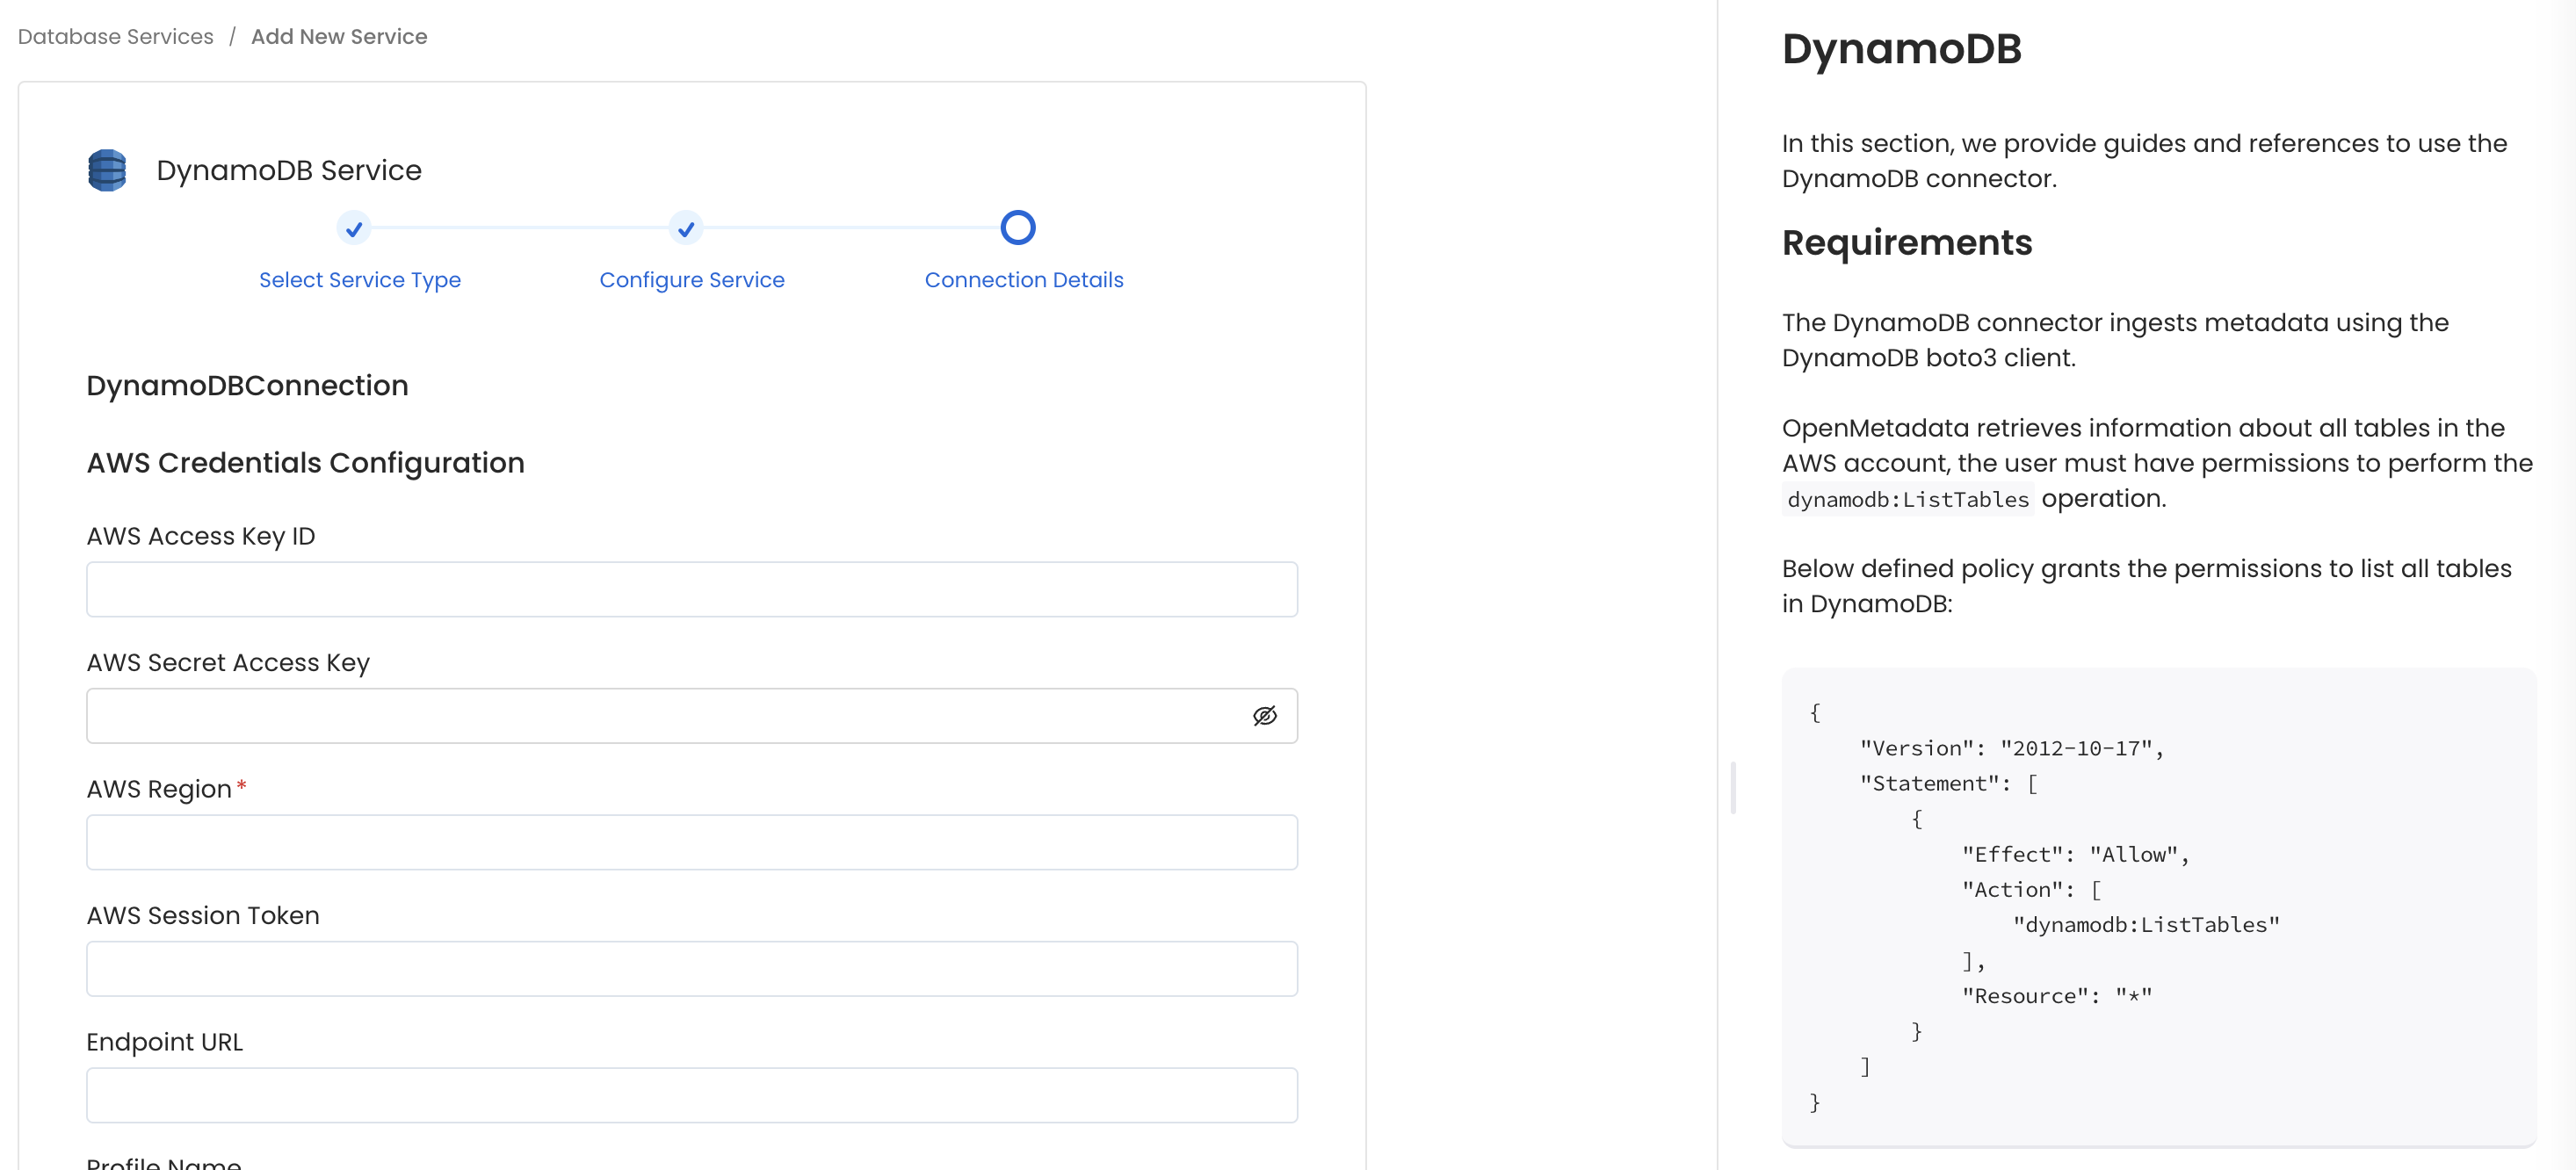 Database Services / Add New Service
DynamoDB Service
Select Service Type
Configure Service
Connection Details
DynamoDBConnection
AWS Credentials Configuration
AWS Access Key ID
AWS Secret Access Key
AWS Region*
AWS Session Token
Endpoint URL
Profile Name
DynamoDB
In this section, we provide guides and references to use the
DynamoDB connector.
Requirements
The DynamoDB connector ingests metadata using the
DynamoDB boto3 client.
OpenMetadata retrieves information about all tables in the
AWS account, the user must have permissions to perform the
dynamodb:ListTables operation.
Below defined policy grants the permissions to list all tables
in DynamoDB:
{
    "Version": "2012-10-17",
    "Statement": [
        {
            "Effect": "Allow",
            "Action": [
                "dynamodb:ListTables"
            ],
            "Resource": "*"
        }
    ]
}